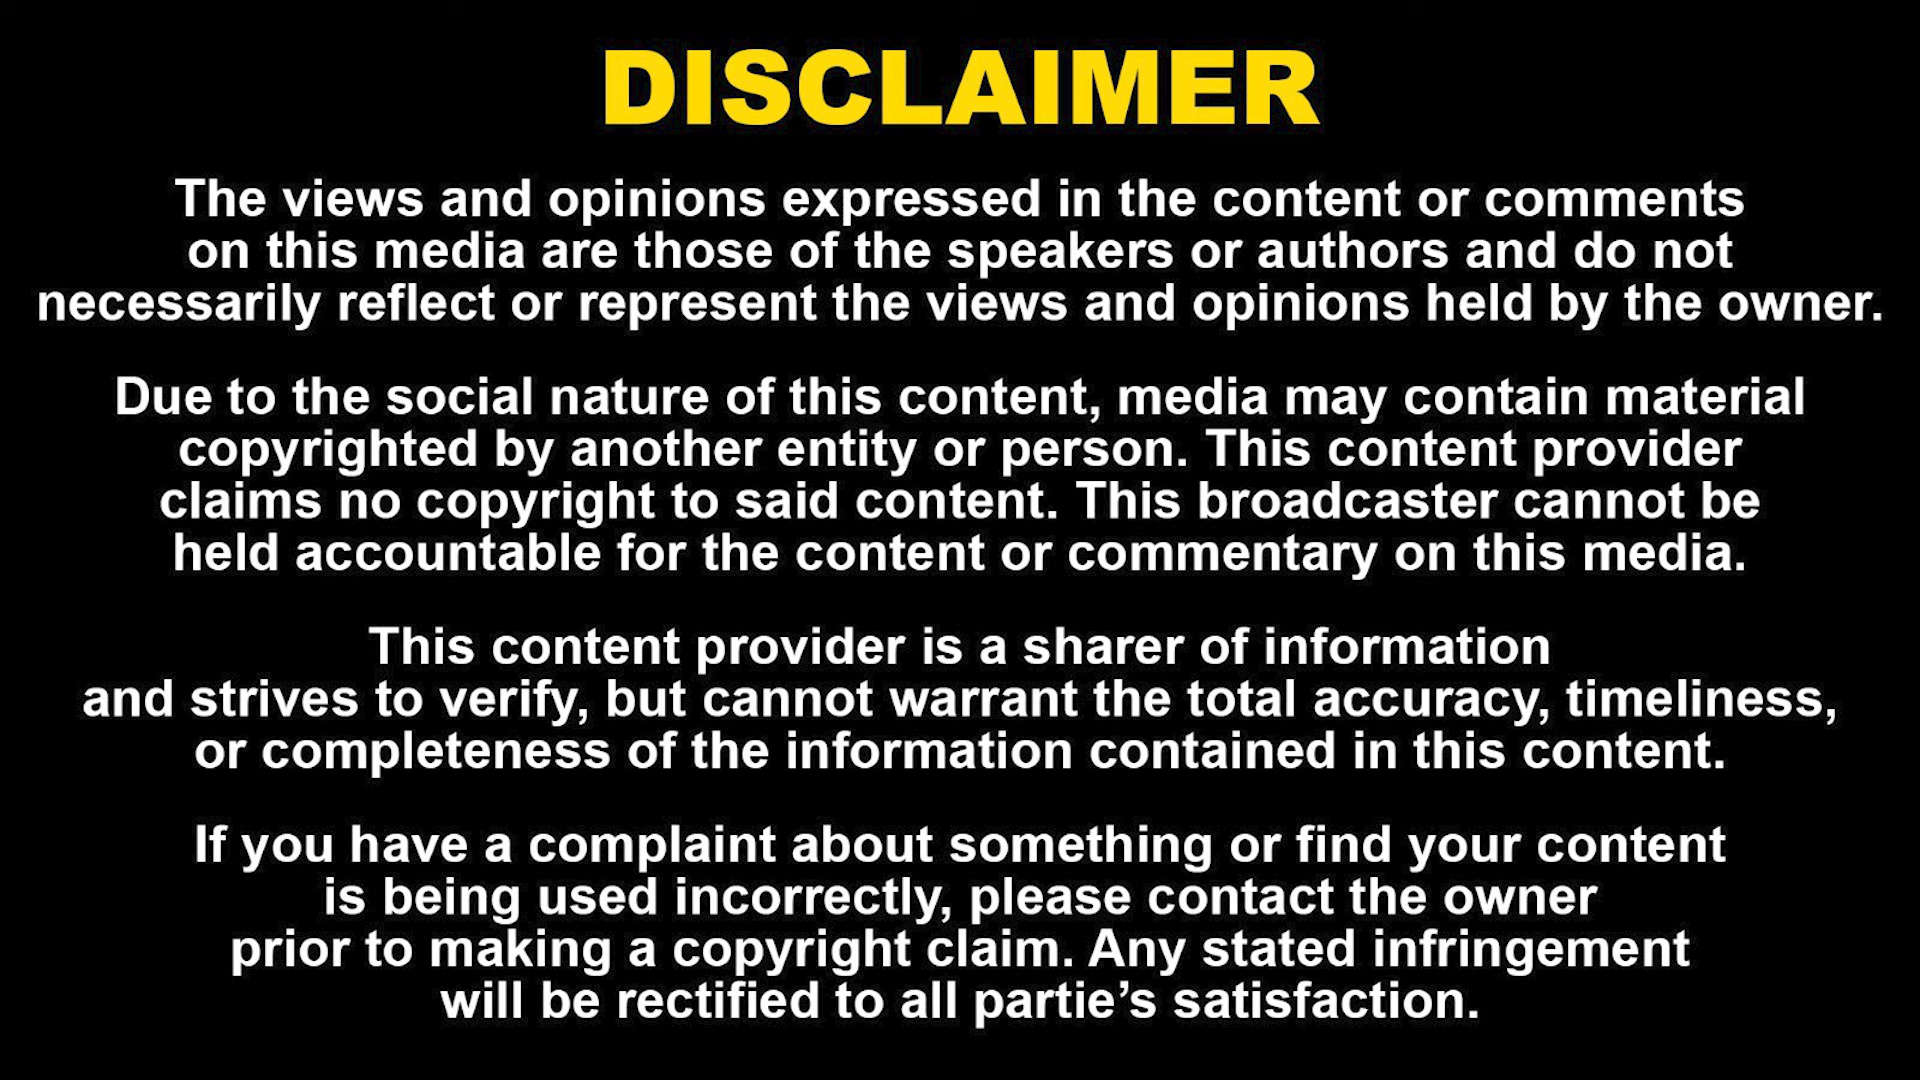 DISCLAIMER
The views and opinions expressed in the content or comments
on this media are those of the speakers or authors and do not
necessarily reflect or represent the views and opinions held by the owner.
Due to the social nature of this content, media may contain material
copyrighted by another entity or person. This content provider
claims no copyright to said content. This broadcaster cannot be
held accountable for the content or commentary on this media.
This content provider is a sharer of information
and strives to verify, but cannot warrant the total accuracy, timeliness,
or completeness of the information contained in this content.
If you have a complaint about something or find your content
is being used incorrectly, please contact the owner
prior to making a copyright claim. Any stated infringement
will be rectified to all partie’s satisfaction.